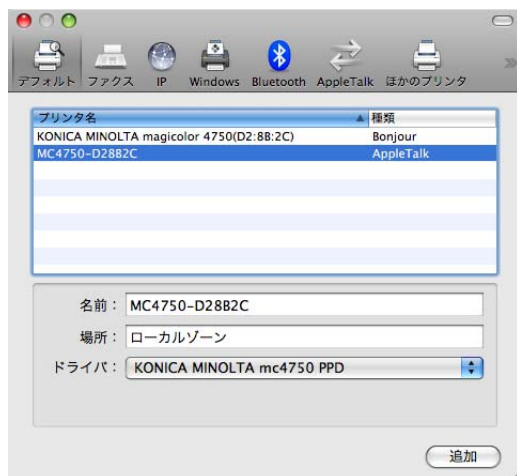 デフォルト ファクス IP Windows Bluetooth AppleTalk ほかのプリンタ
プリンタ名 種類
KONICA MINOLTA magicolor 4750(D2:8B:2C) Bonjour
MC4750-D28B2C AppleTalk
名前： MC4750-D28B2C
場所： ローカルゾーン
ドライバ： KONICA MINOLTA mc4750 PPD
追加